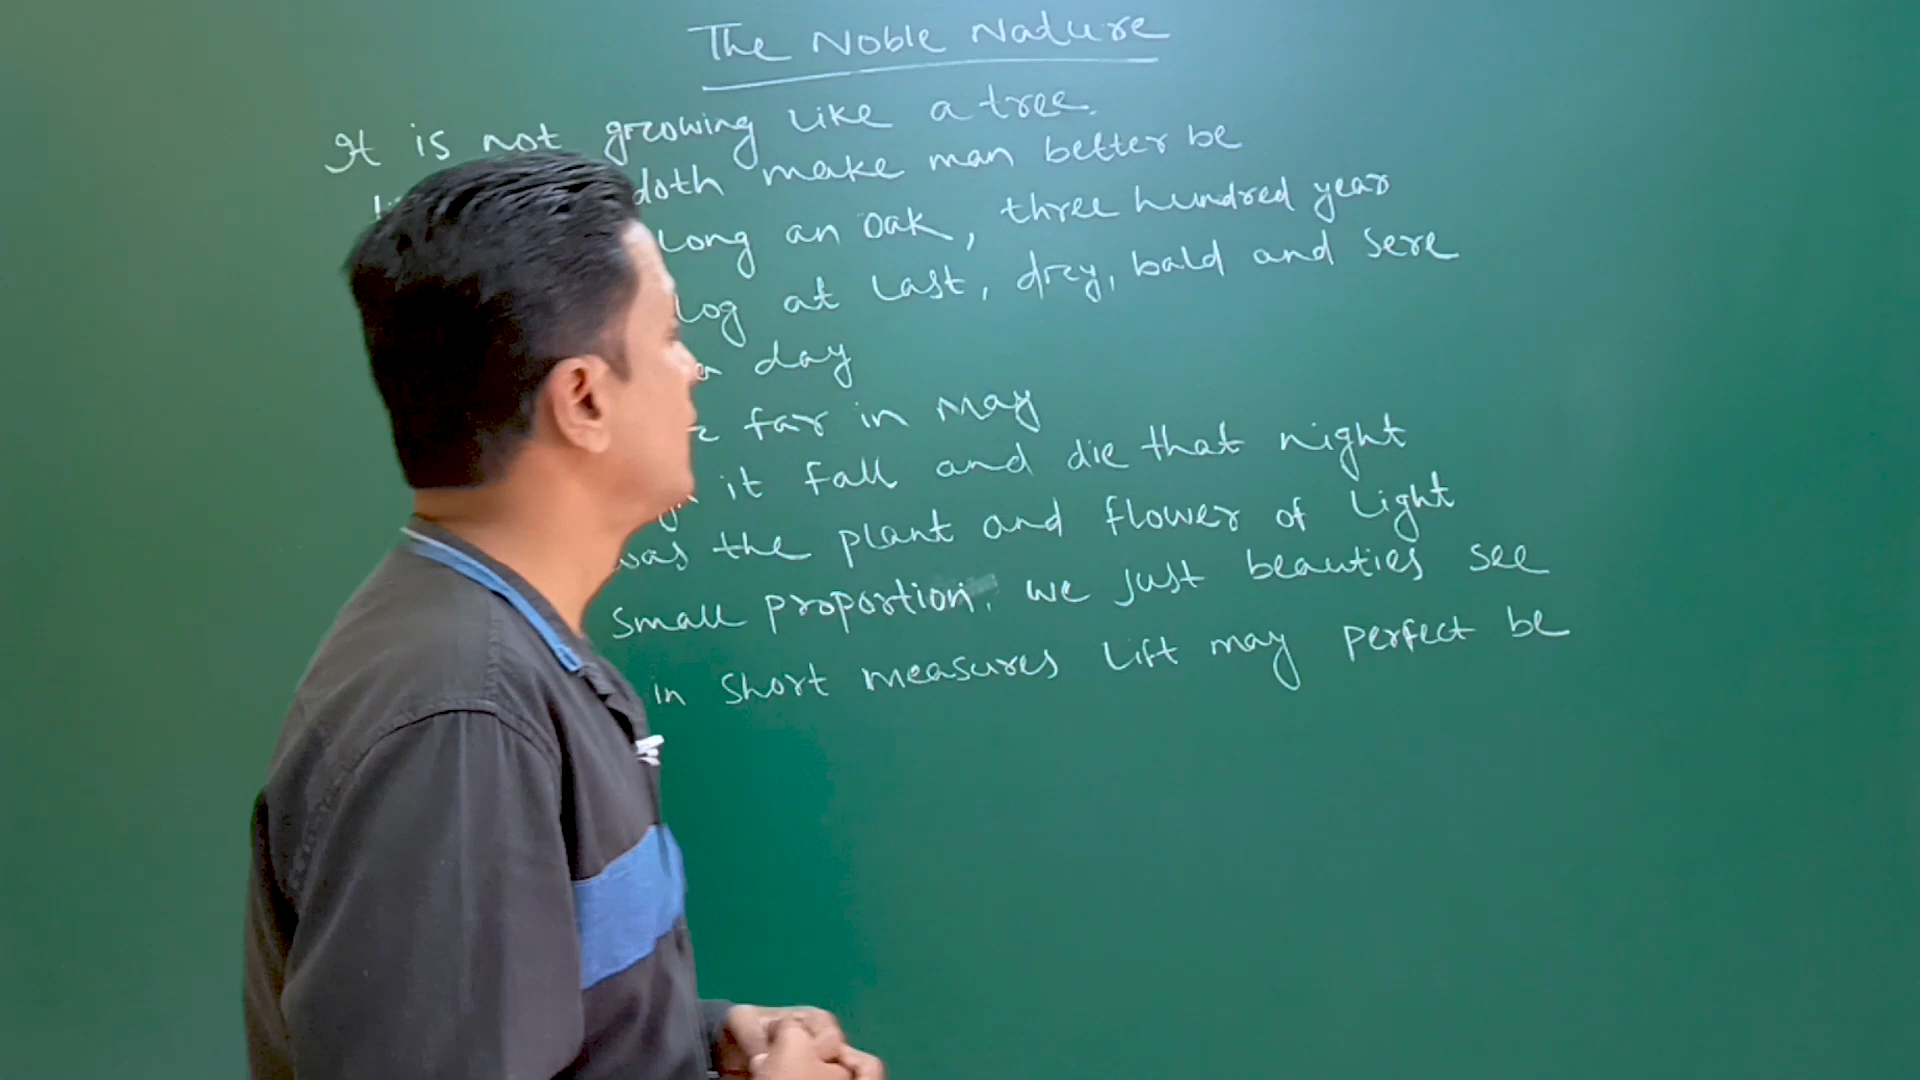 The Noble Nature
It is not growing like a tree.
doth make man better be
long an oak, three hundred year
log at last, dry, bald and sere
a day
far in May
it fall and die that night
was the plant and flower of light
small proportion. we just beauties see
in short measures lift may perfect be